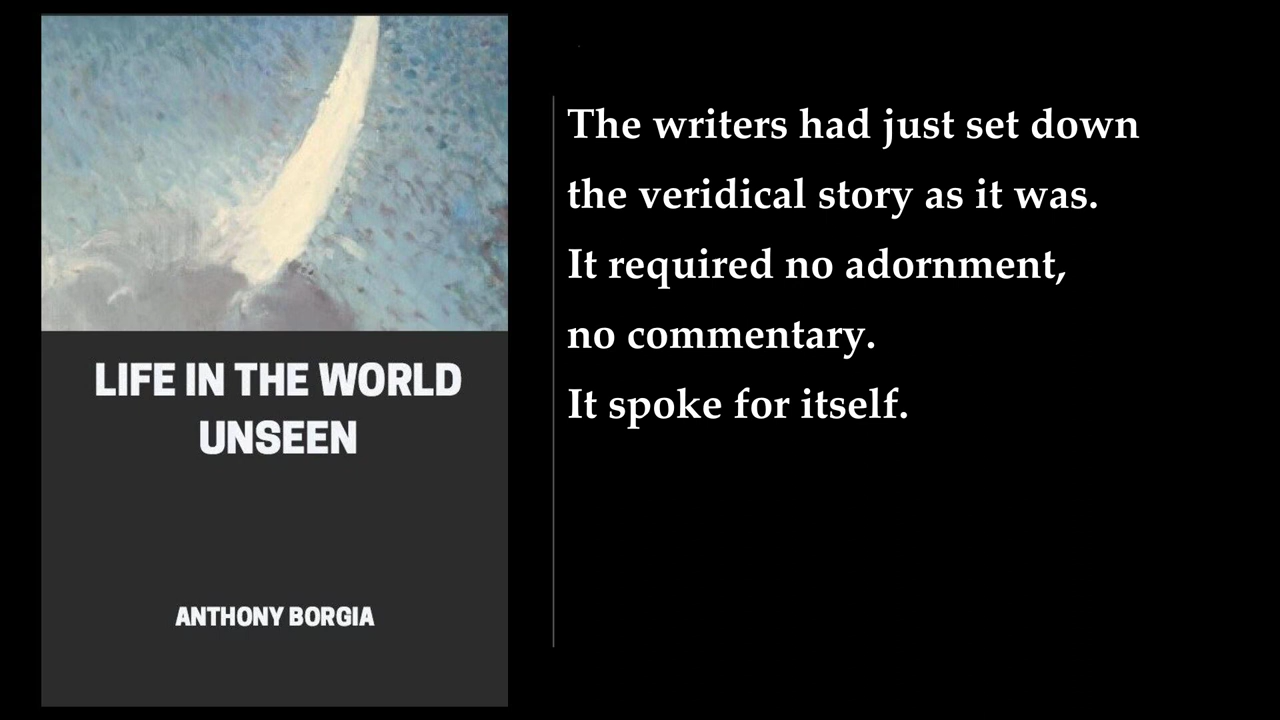 LIFE IN THE WORLD
UNSEEN
ANTHONY BORGIA
The writers had just set down
the veridical story as it was.
It required no adornment,
no commentary.
It spoke for itself.